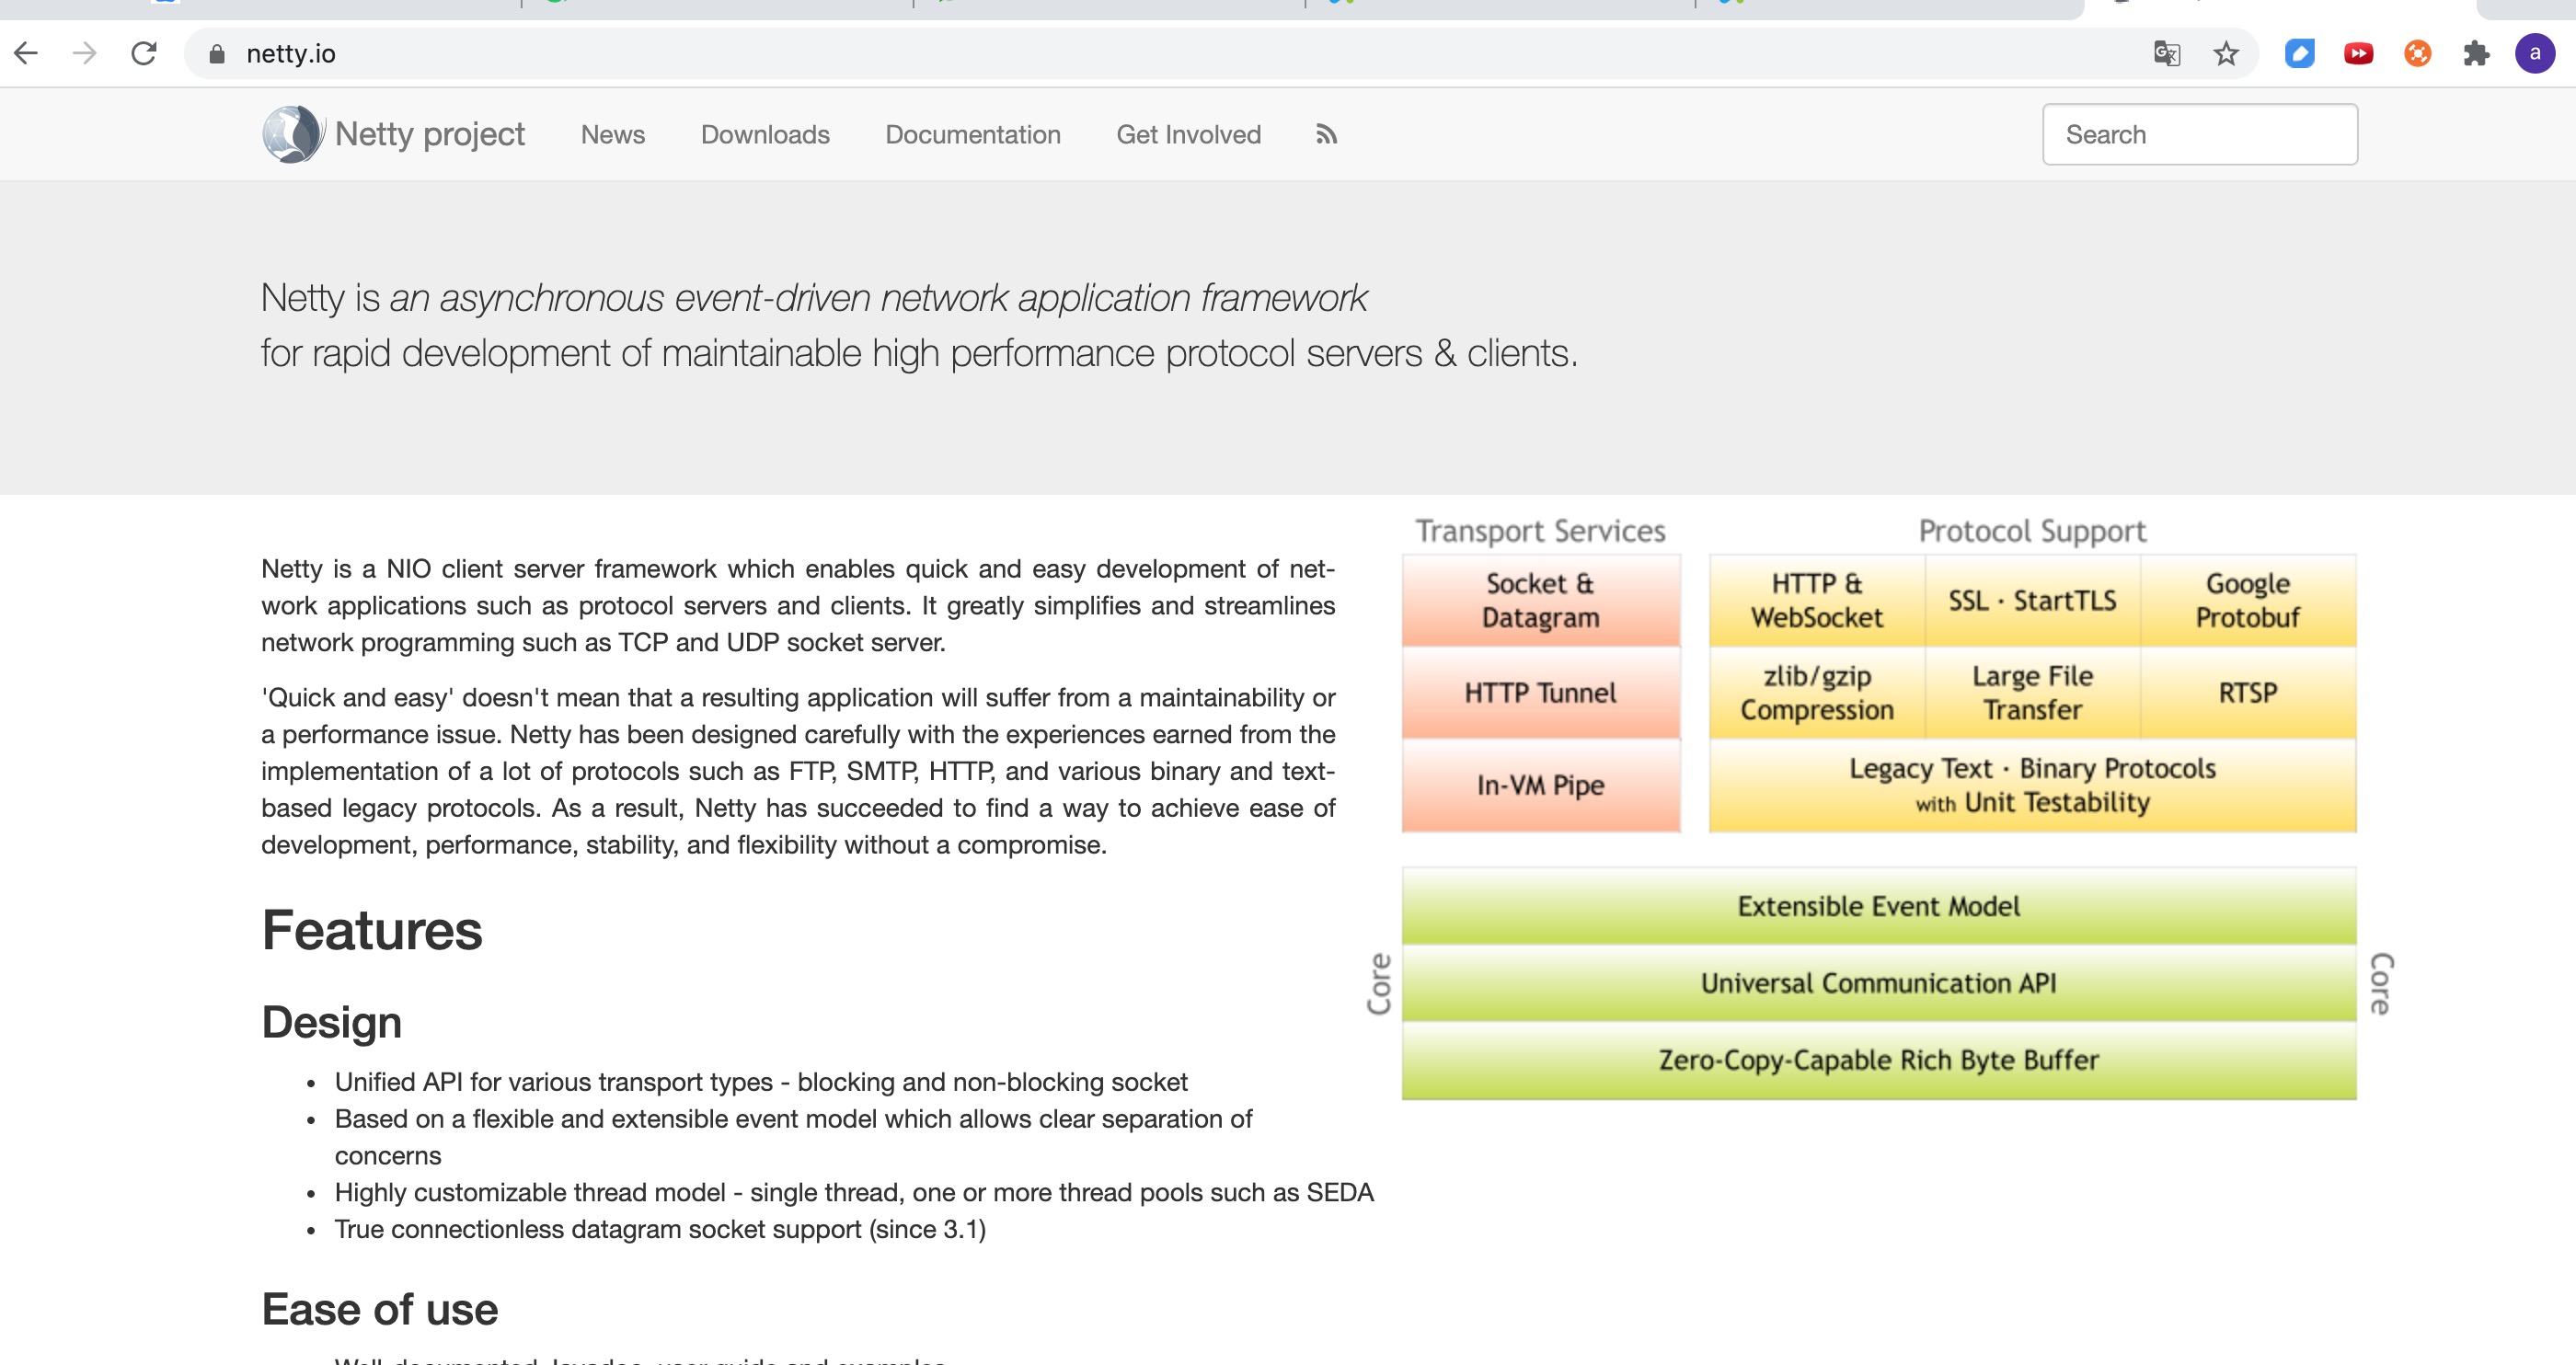 netty.io
a
Netty project
News
Downloads
Documentation
Get Involved
Search
Netty is an asynchronous event-driven network application framework
for rapid development of maintainable high performance protocol servers & clients.
Netty is a NIO client server framework which enables quick and easy development of net-
work applications such as protocol servers and clients. It greatly simplifies and streamlines
network programming such as TCP and UDP socket server.
'Quick and easy' doesn't mean that a resulting application will suffer from a maintainability or
a performance issue. Netty has been designed carefully with the experiences earned from the
implementation of a lot of protocols such as FTP, SMTP, HTTP, and various binary and text-
based legacy protocols. As a result, Netty has succeeded to find a way to achieve ease of
development, performance, stability, and flexibility without a compromise.
Features
Design
• Unified API for various transport types - blocking and non-blocking socket
• Based on a flexible and extensible event model which allows clear separation of
concerns
• Highly customizable thread model - single thread, one or more thread pools such as SEDA
• True connectionless datagram socket support (since 3.1)
Ease of use
Well-documented Javadoc, user guide and examples
Transport Services
Socket &
Datagram
HTTP Tunnel
In-VM Pipe
Protocol Support
HTTP &
WebSocket
SSL · StartTLS
Google
Protobuf
zlib/gzip
Compression
Large File
Transfer
RTSP
Legacy Text · Binary Protocols
with Unit Testability
Core
Extensible Event Model
Universal Communication API
Zero-Copy-Capable Rich Byte Buffer
Core